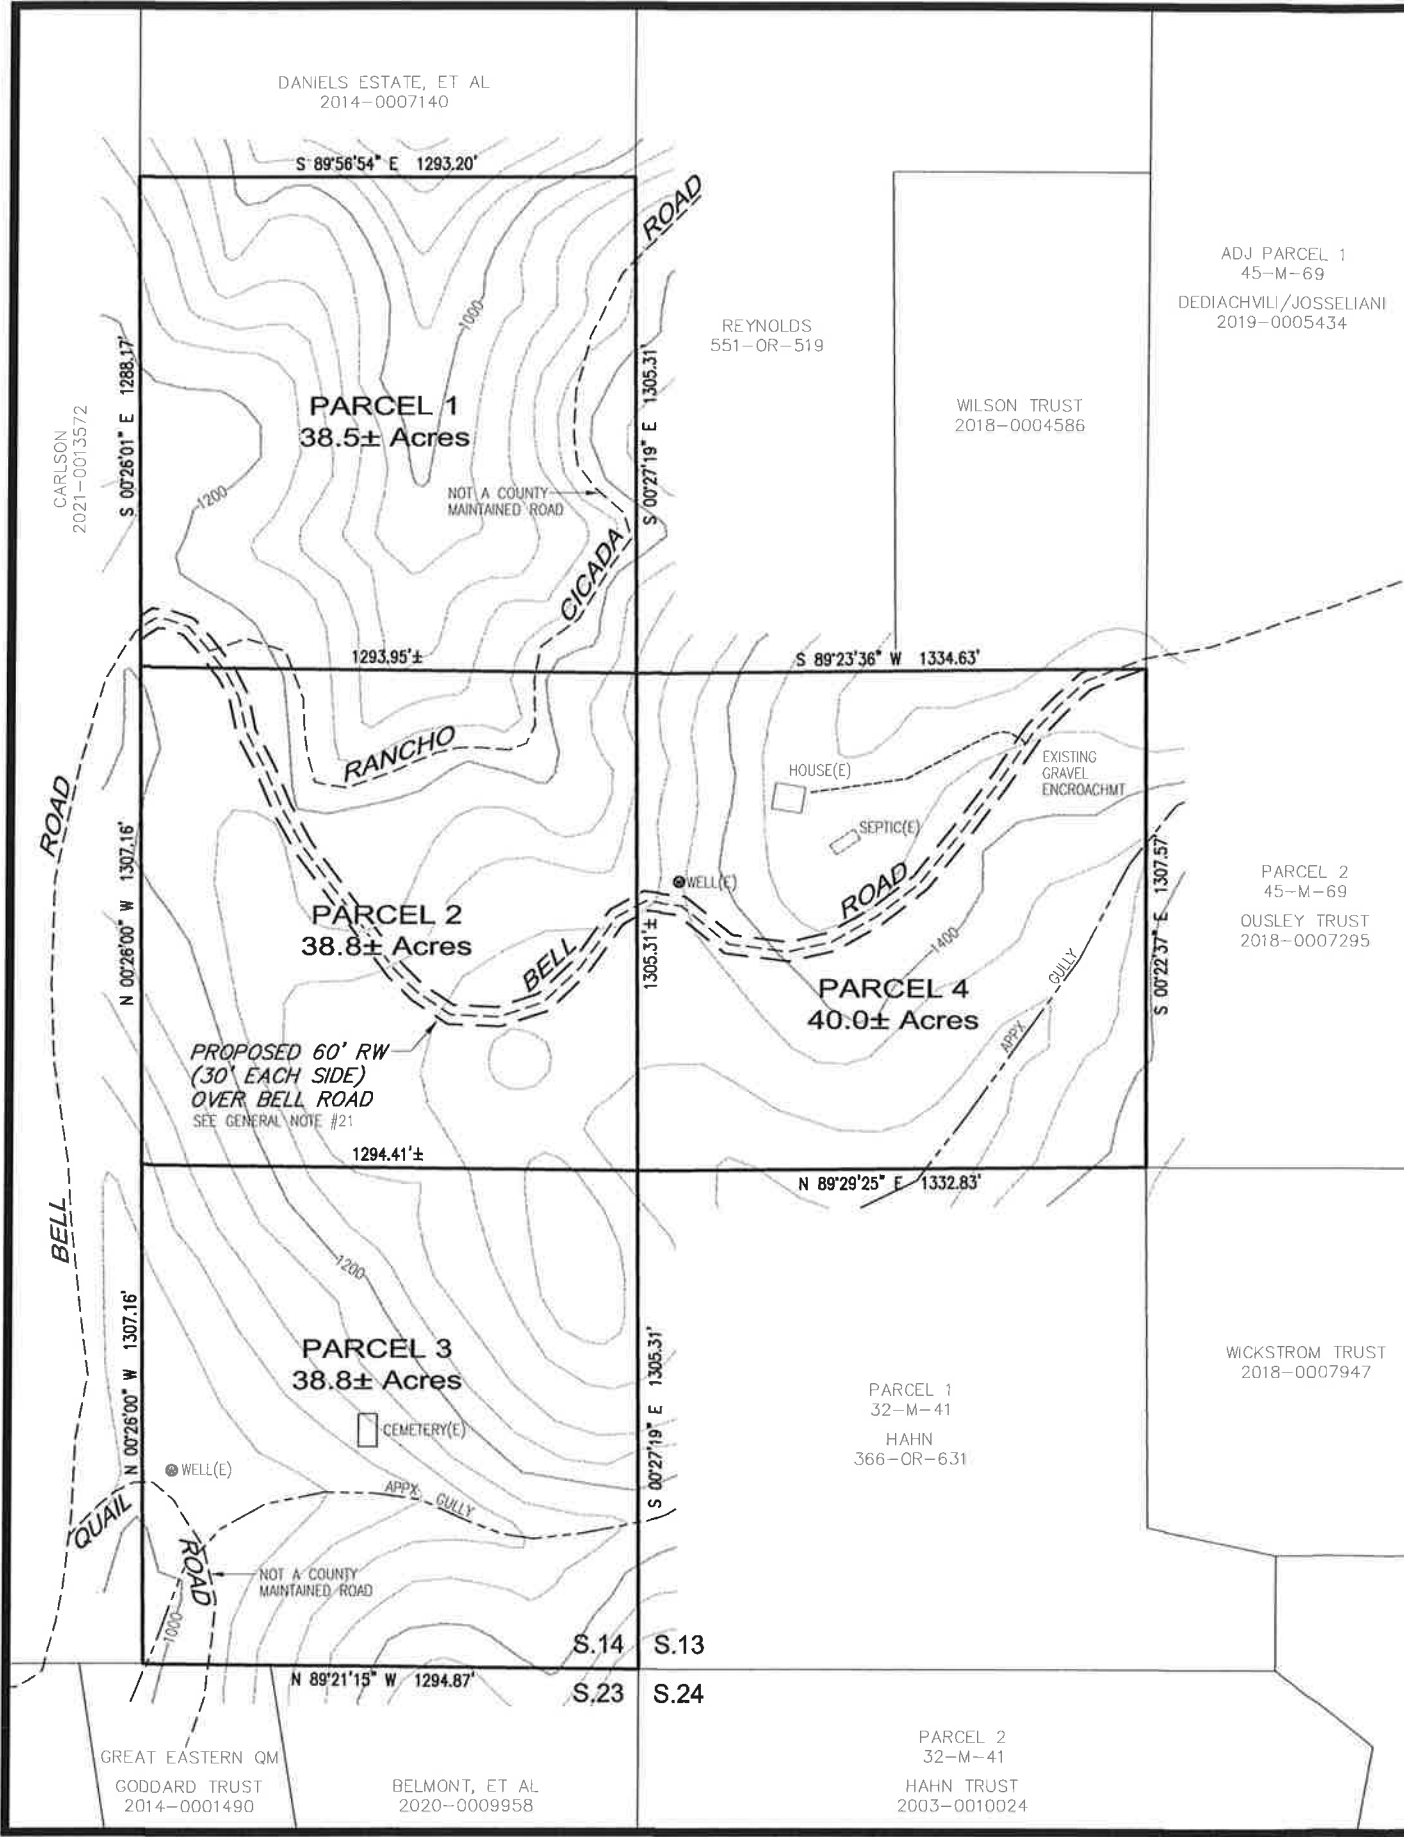 DANIELS ESTATE, ET AL
2014-0007140
S 89°56'54" E 1293.20'
ROAD
ADJ PARCEL 1
45-M-69
DEDIACHVILI/JOSSELIANI
2019-0005434
REYNOLDS
551-OR-519
WILSON TRUST
2018-0004586
CARLSON
2021-0013572
S 00°26'01" E 1288.17'
1000
PARCEL 1
38.5± Acres
S 00°27'19" E 1305.31'
1200
NOT A COUNTY
MAINTAINED ROAD
CICADA
1293.95'±
S 89°23'36" W 1334.63'
RANCHO
ROAD
HOUSE(E)
EXISTING
GRAVEL
ENCROACHMT
SEPTIC(E)
WELL(E)
ROAD
N 00°26'00" W 1307.16'
PARCEL 2
38.8± Acres
BELL
1305.31'±
1400
PARCEL 4
40.0± Acres
APPX GULLY
S 00°22'37" E 1307.57'
PARCEL 2
45-M-69
OUSLEY TRUST
2018-0007295
PROPOSED 60' RW
(30' EACH SIDE)
OVER BELL ROAD
SEE GENERAL NOTE #21
1294.41'±
N 89°29'25" E 1332.83'
BELL
1200
N 00°26'00" W 1307.16'
PARCEL 3
38.8± Acres
S 00°27'19" E 1305.31'
CEMETERY(E)
WELL(E)
APPX GULLY
PARCEL 1
32-M-41
HAHN
366-OR-631
WICKSTROM TRUST
2018-0007947
QUAIL
ROAD
NOT A COUNTY
MAINTAINED ROAD
1000
S.14 S.13
N 89°21'15" W 1294.87'
S.23 S.24
GREAT EASTERN QM
GODDARD TRUST
2014-0001490
BELMONT, ET AL
2020-0009958
PARCEL 2
32-M-41
HAHN TRUST
2003-0010024